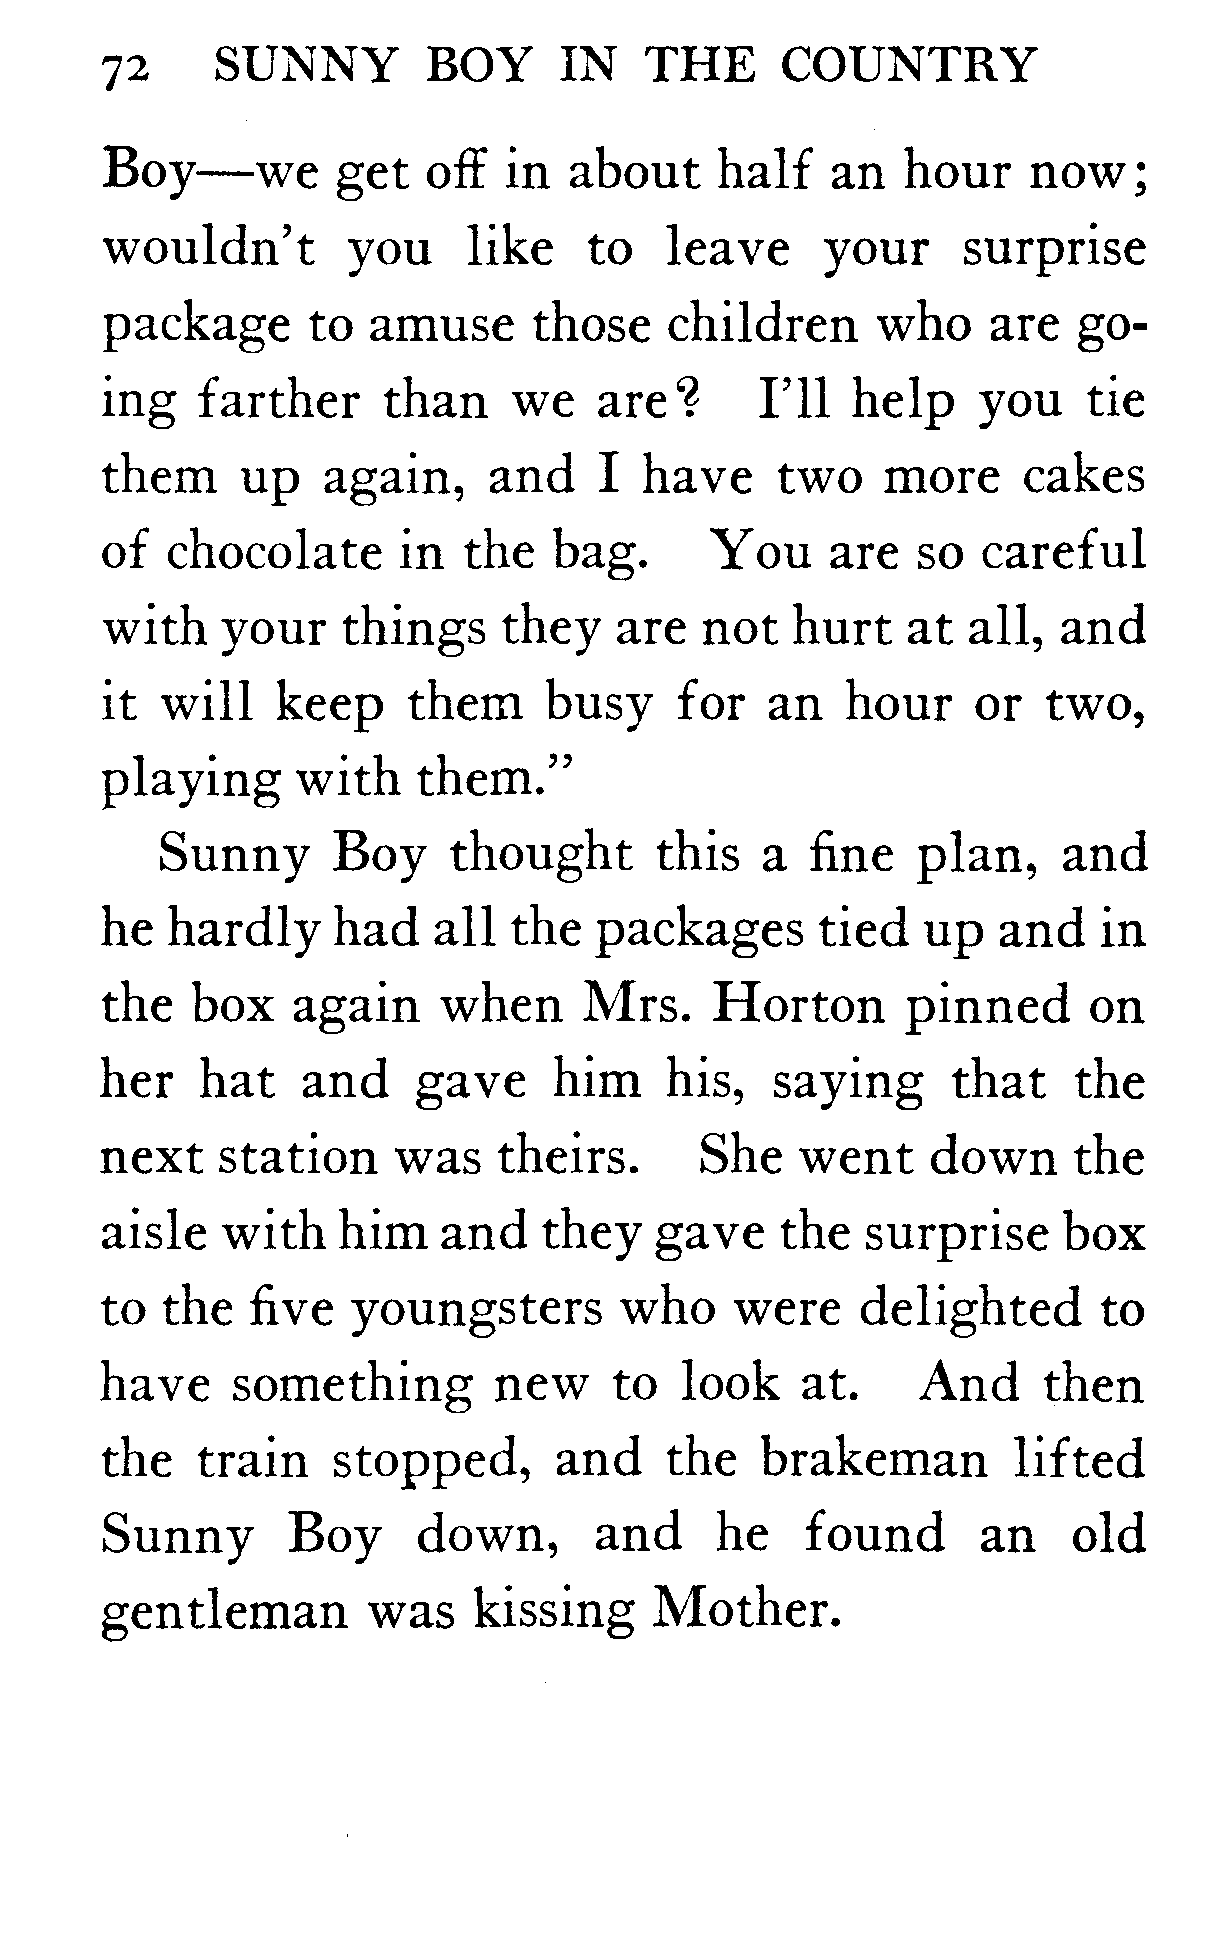 72 SUNNY BOY IN THE COUNTRY
Boy—we get off in about half an hour now;
wouldn't you like to leave your surprise
package to amuse those children who are go-
ing farther than we are? I'll help you tie
them up again, and I have two more cakes
of chocolate in the bag. You are so careful
with your things they are not hurt at all, and
it will keep them busy for an hour or two,
playing with them."
Sunny Boy thought this a fine plan, and
he hardly had all the packages tied up and in
the box again when Mrs. Horton pinned on
her hat and gave him his, saying that the
next station was theirs. She went down the
aisle with him and they gave the surprise box
to the five youngsters who were delighted to
have something new to look at. And then
the train stopped, and the brakeman lifted
Sunny Boy down, and he found an old
gentleman was kissing Mother.